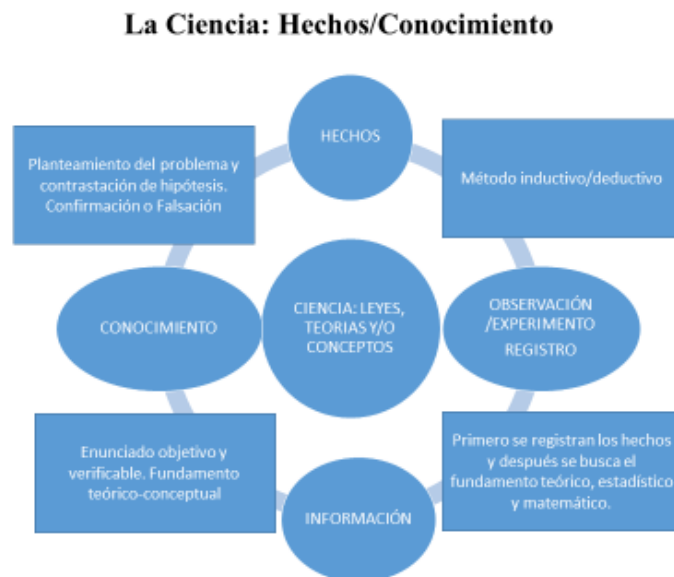 La Ciencia: Hechos/Conocimiento
HECHOS
Planteamiento del problema y
contrastación de hipótesis.
Confirmación o Falsación
Método inductivo/deductivo
CONOCIMIENTO
CIENCIA: LEYES,
TEORIAS Y/O
CONCEPTOS
OBSERVACIÓN
/EXPERIMENTO
REGISTRO
Enunciado objetivo y
verificable. Fundamento
teórico-conceptual
Primero se registran los hechos
y después se busca el
fundamento teórico, estadístico
y matemático.
INFORMACIÓN